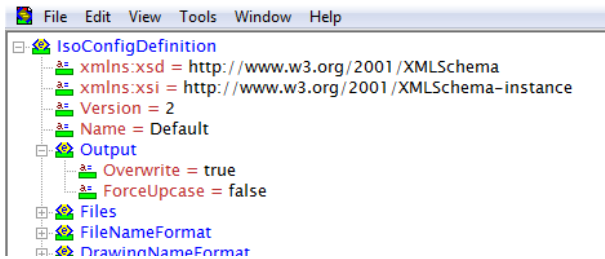 File Edit View Tools Window Help
IsoConfigDefinition
xmlns:xsd = http://www.w3.org/2001/XMLSchema
xmlns:xsi = http://www.w3.org/2001/XMLSchema-instance
Version = 2
Name = Default
Output
Overwrite = true
ForceUpcase = false
Files
FileNameFormat
DrawingNameFormat